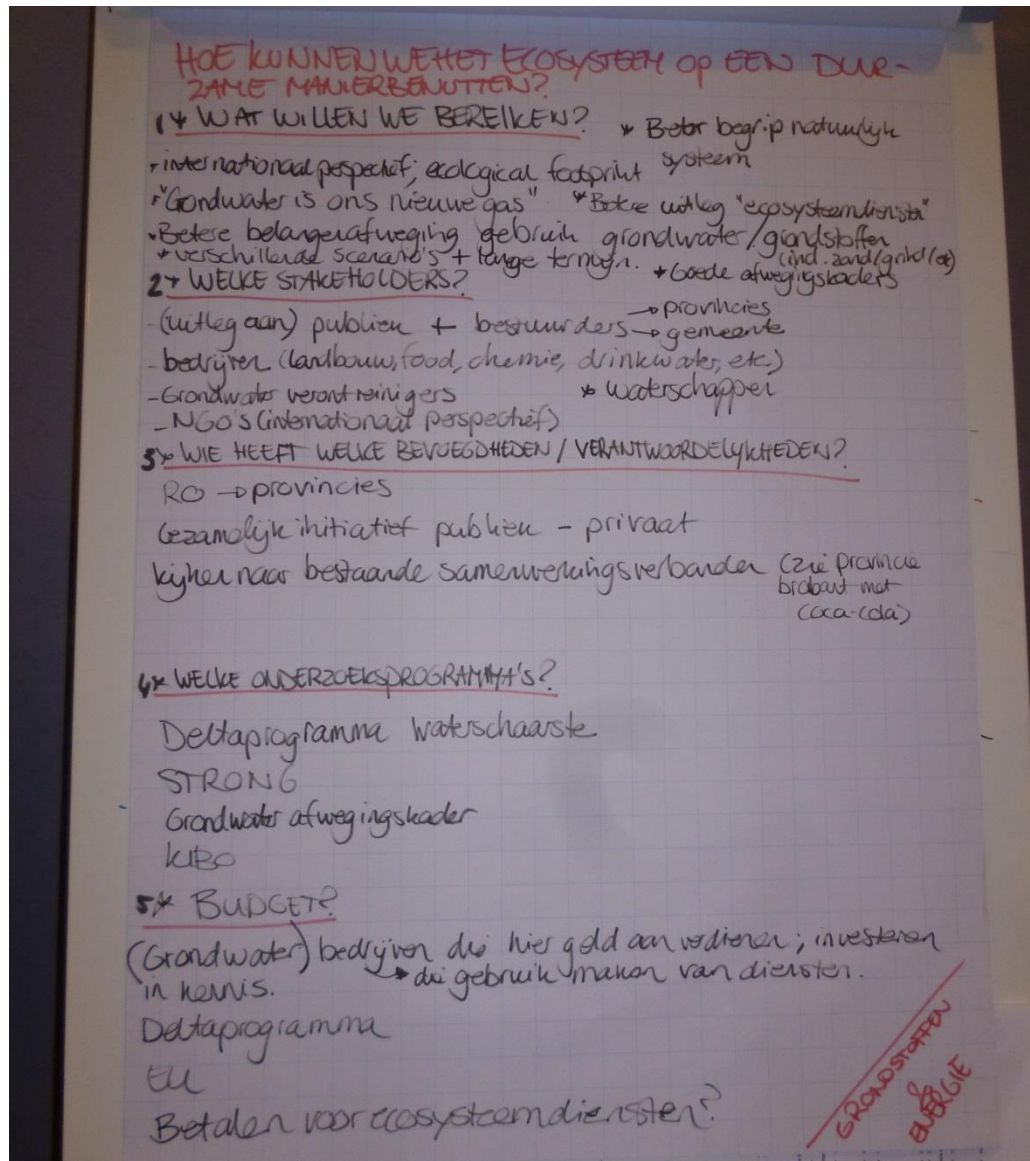 HOE KUNNEN WE HET ECOSYSTEEM OP EEN DUUR-
ZAME MANIER BENUTTEN?
1* WAT WILLEN WE BEREIKEN?
* Beter begrip natuurlijk
systeem
- internationaal perspectief; ecological footprint
- "Grondwater is ons nieuwe gas"
* Betere uitleg "ecosysteemdiensten"
- Betere belangenafweging gebruik grondwater/grondstoffen
(incl. zand/grind/etc)
* verschillende scenario's + lange termijn.
* Goede afwegingskaders
2* WELKE STAKEHOLDERS?
- (uitleg aan) publiek + bestuurders → provincies
→ gemeente
- bedrijven (landbouw, food, chemie, drinkwater, etc.)
- Grondwater verontreinigers
* Waterschappen
- NGO's (internationaal perspectief)
3* WIE HEEFT WELKE BEVOEGDHEDEN / VERANTWOORDELIJKHEDEN?
RO → provincies
Gezamelijk initiatief publiek - privaat
kijken naar bestaande samenwerkingsverbanden (zie provincie
brabant met
coca-cola)
4* WELKE ONDERZOEKSPROGRAMMA'S?
Deltaprogramma Waterschaarste
STRONG
Grondwater afwegingskader
KIBO
5* BUDGET?
(Grondwater) bedrijven die hier geld aan verdienen; investeren
→ die gebruik maken van diensten.
in kennis.
Deltaprogramma
EU
Betalen voor ecosysteemdiensten?
GRONDSTOFFEN
&
ENERGIE